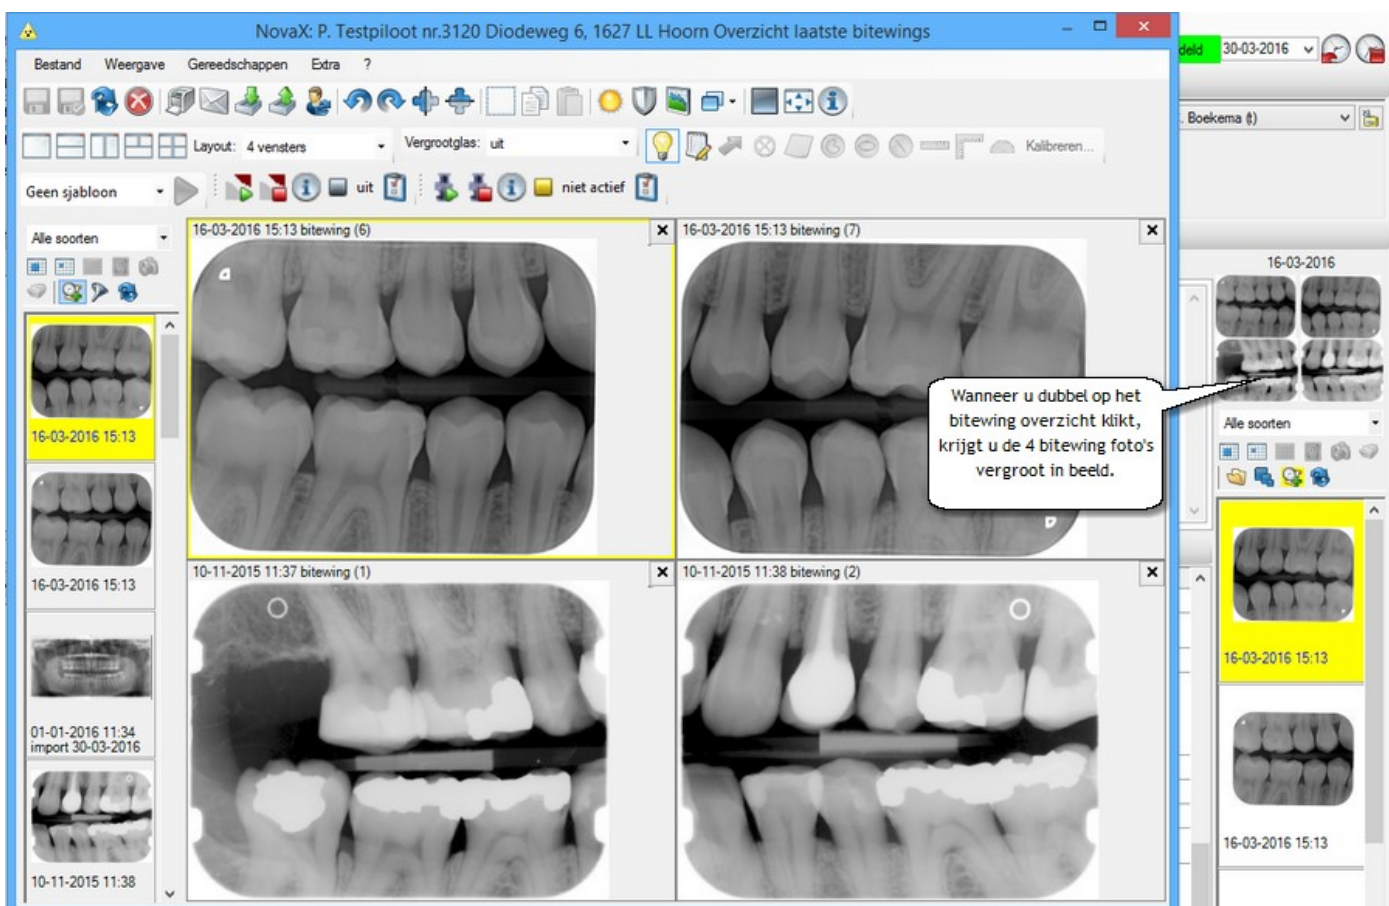 NovaX: P. Testpiloot nr.3120 Diodeweg 6, 1627 LL Hoorn Overzicht laatste bitewings
Bestand Weergave Gereedschappen Extra ?
Layout: 4 vensters
Vergrootglas: uit
Kalibreren...
Geen sjabloon
uit
niet actief
Alle soorten
16-03-2016 15:13
16-03-2016 15:13
01-01-2016 11:34
import 30-03-2016
10-11-2015 11:38
16-03-2016 15:13 bitewing (6)
16-03-2016 15:13 bitewing (7)
10-11-2015 11:37 bitewing (1)
10-11-2015 11:38 bitewing (2)
Wanneer u dubbel op het
bitewing overzicht klikt,
krijgt u de 4 bitewing foto's
vergroot in beeld.
deld
30-03-2016
. Boekema (t)
16-03-2016
Alle soorten
16-03-2016 15:13
16-03-2016 15:13